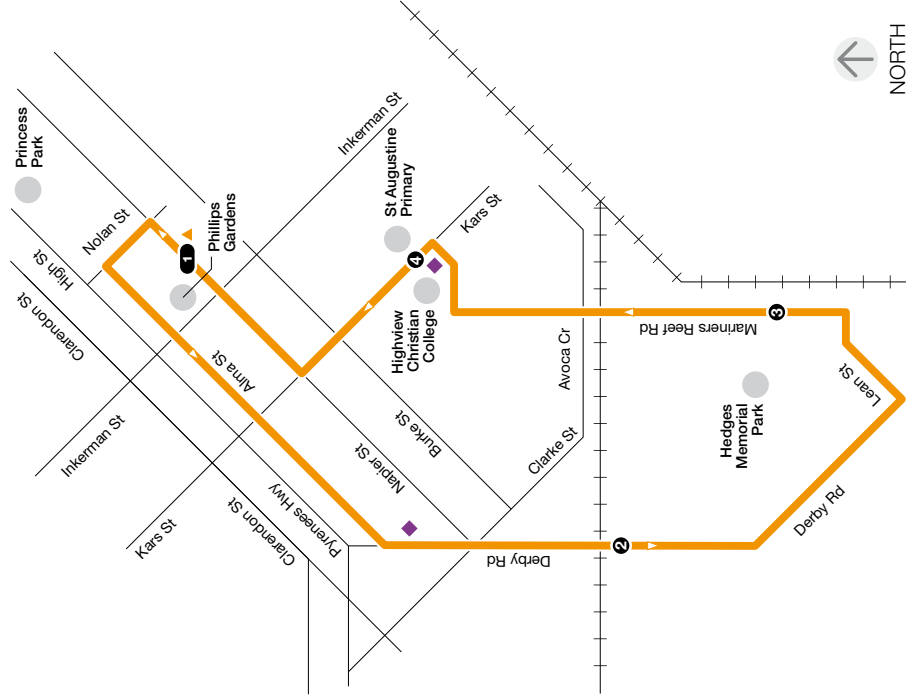 Princess
Park
Nolan St
High St
Clarendon St
1
Phillips
Gardens
Inkerman St
St Augustine
Primary
Kars St
4
Highview
Christian
College
Alma St
Inkerman St
Kars St
Napier St
Burke St
Clarke St
Avoca Cr
Pyrenees Hwy
Clarendon St
Derby Rd
2
Mariners Reef Rd
3
Hedges
Memorial
Park
Lean St
Derby Rd
NORTH